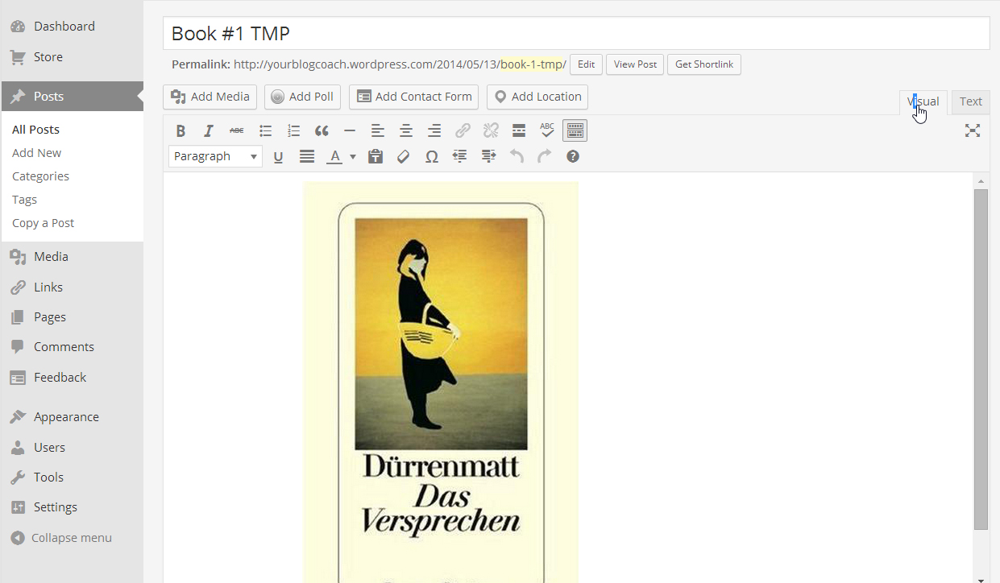 Dashboard
Store
Posts
All Posts
Add New
Categories
Tags
Copy a Post
Media
Links
Pages
Comments
Feedback
Appearance
Users
Tools
Settings
Collapse menu
Book #1 TMP
Permalink: http://yourblogcoach.wordpress.com/2014/05/13/book-1-tmp/ Edit View Post Get Shortlink
Add Media Add Poll Add Contact Form Add Location
Visual Text
B I ABC ABC
Paragraph U A T Ω ?
Dürrenmatt
Das
Versprechen